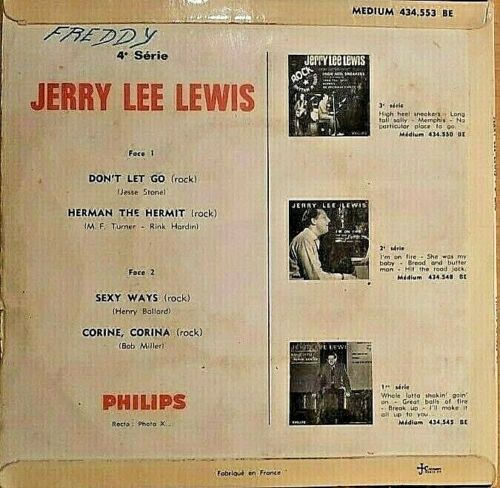 MEDIUM 434.553 BE
FREDDY
4e Série
JERRY LEE LEWIS
Face 1
DON'T LET GO (rock)
(Jesse Stone)
HERMAN THE HERMIT (rock)
(M. F. Turner - Rink Hardin)
Face 2
SEXY WAYS (rock)
(Henry Ballard)
CORINE, CORINA (rock)
(Bob Miller)
PHILIPS
Recto : Photo X...
Jerry Lee Lewis
ROCK
HIGH HEEL SNEAKERS
3e série
High heel sneakers - Long
tall sally - Memphis - No
particular place to go.
Médium 434.550 BE
JERRY LEE LEWIS
I'M ON FIRE
2e série
I'm on fire - She was my
baby - Bread and butter
man - Hit the road jack.
Médium 434.548 BE
JERRY LEE LEWIS
1re série
Whole lotta shakin' goin'
on - Great balls of fire
- Break up - I'll make it
all up to you...
Médium 434.545 BE
Fabriqué en France